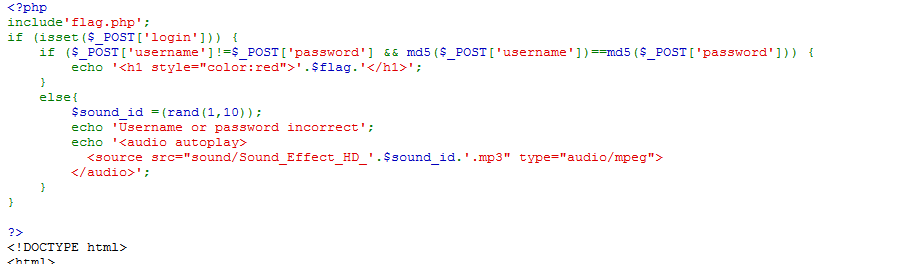 <?php
include'flag.php';
if (isset($_POST['login'])) {
    if ($_POST['username']!=$_POST['password'] && md5($_POST['username'])==md5($_POST['password'])) {
        echo '<h1 style="color:red">'.$flag.'</h1>';
    }
    else{
        $sound_id =(rand(1,10));
        echo 'Username or password incorrect';
        echo '<audio autoplay>
          <source src="sound/Sound_Effect_HD_'.$sound_id.'.mp3" type="audio/mpeg">
        </audio>';
    }
}
?>
<!DOCTYPE html>
<html>